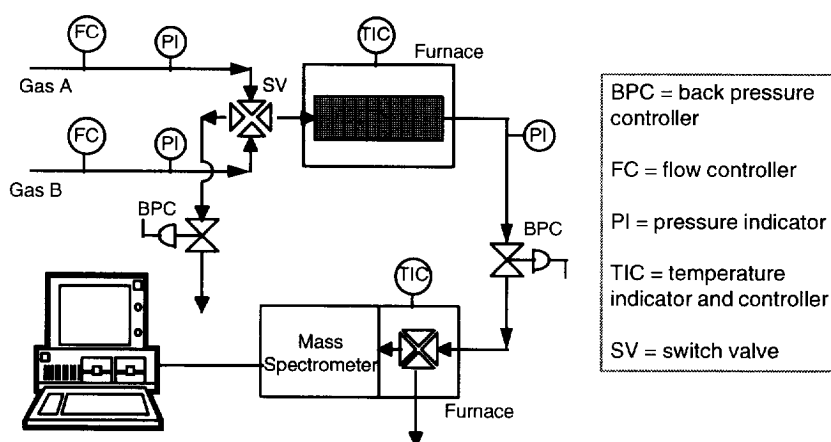 FC
PI
TIC
Furnace
Gas A
SV
FC
PI
PI
Gas B
BPC
BPC
TIC
Mass
Spectrometer
Furnace
BPC = back pressure
controller
FC = flow controller
PI = pressure indicator
TIC = temperature
indicator and controller
SV = switch valve